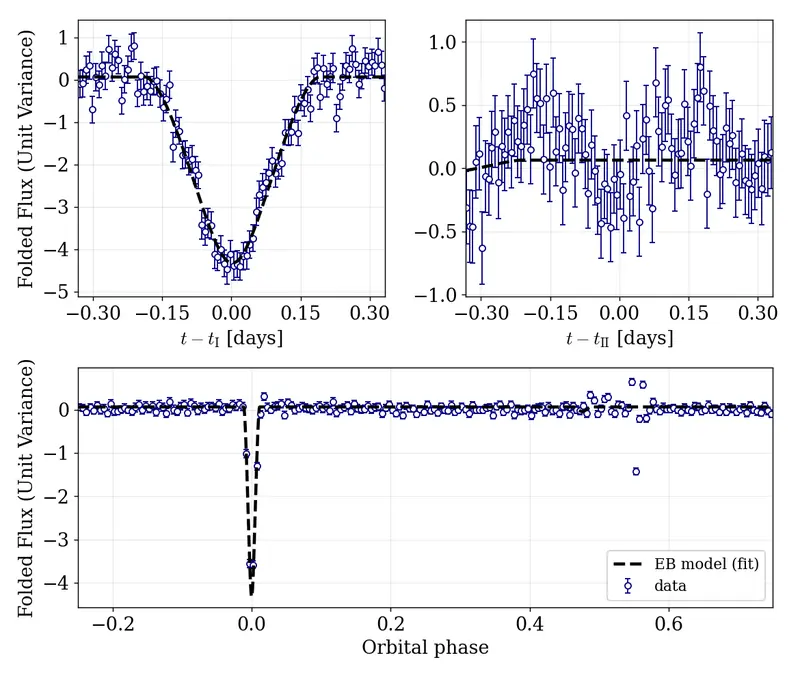 Folded Flux (Unit Variance)
1
0
−1
−2
−3
−4
−5
−0.30 −0.15 0.00 0.15 0.30
t − tI [days]
1.0
0.5
0.0
−0.5
−1.0
−0.30 −0.15 0.00 0.15 0.30
t − tII [days]
Folded Flux (Unit Variance)
0
−1
−2
−3
−4
−0.2 0.0 0.2 0.4 0.6
Orbital phase
EB model (fit)
data